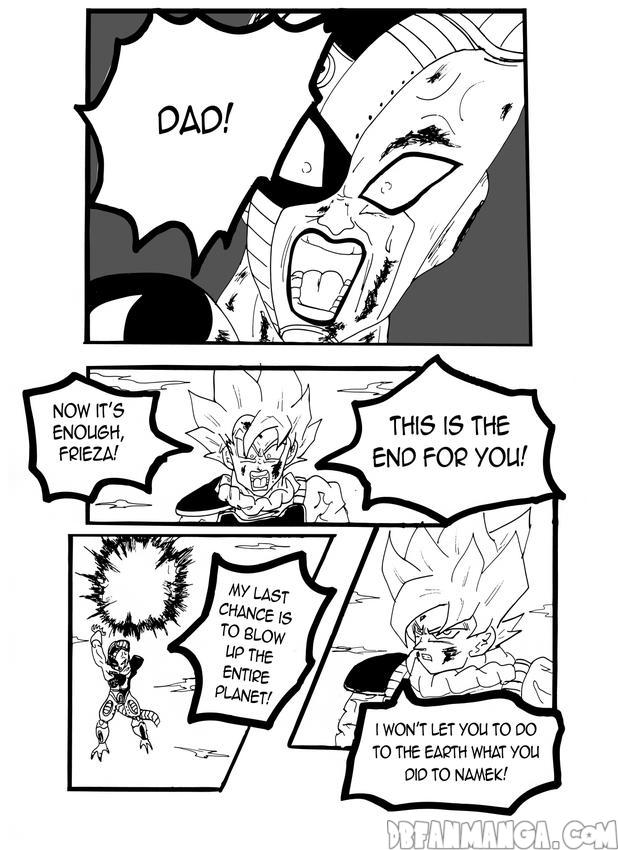 DAD!
NOW IT'S
ENOUGH,
FRIEZA!
THIS IS THE
END FOR YOU!
MY LAST
CHANCE IS
TO BLOW
UP THE
ENTIRE
PLANET!
I WON'T LET YOU TO DO
TO THE EARTH WHAT YOU
DID TO NAMEK!
DBFANMANGA.COM